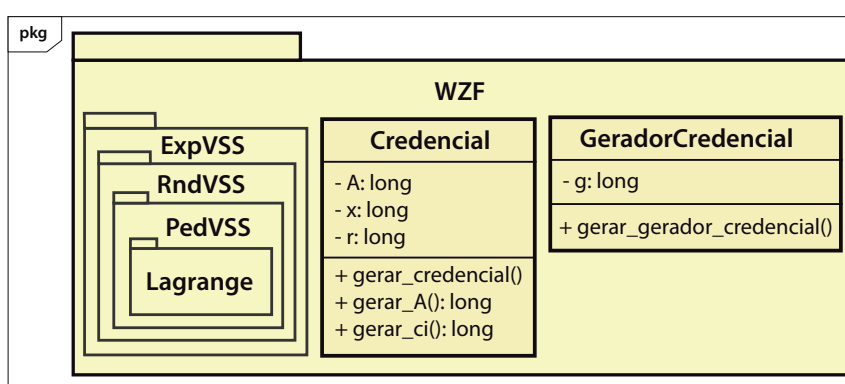 pkg
WZF
ExpVSS
RndVSS
PedVSS
Lagrange
Credencial
- A: long
- x: long
- r: long
+ gerar_credencial()
+ gerar_A(): long
+ gerar_ci(): long
GeradorCredencial
- g: long
+ gerar_gerador_credencial()